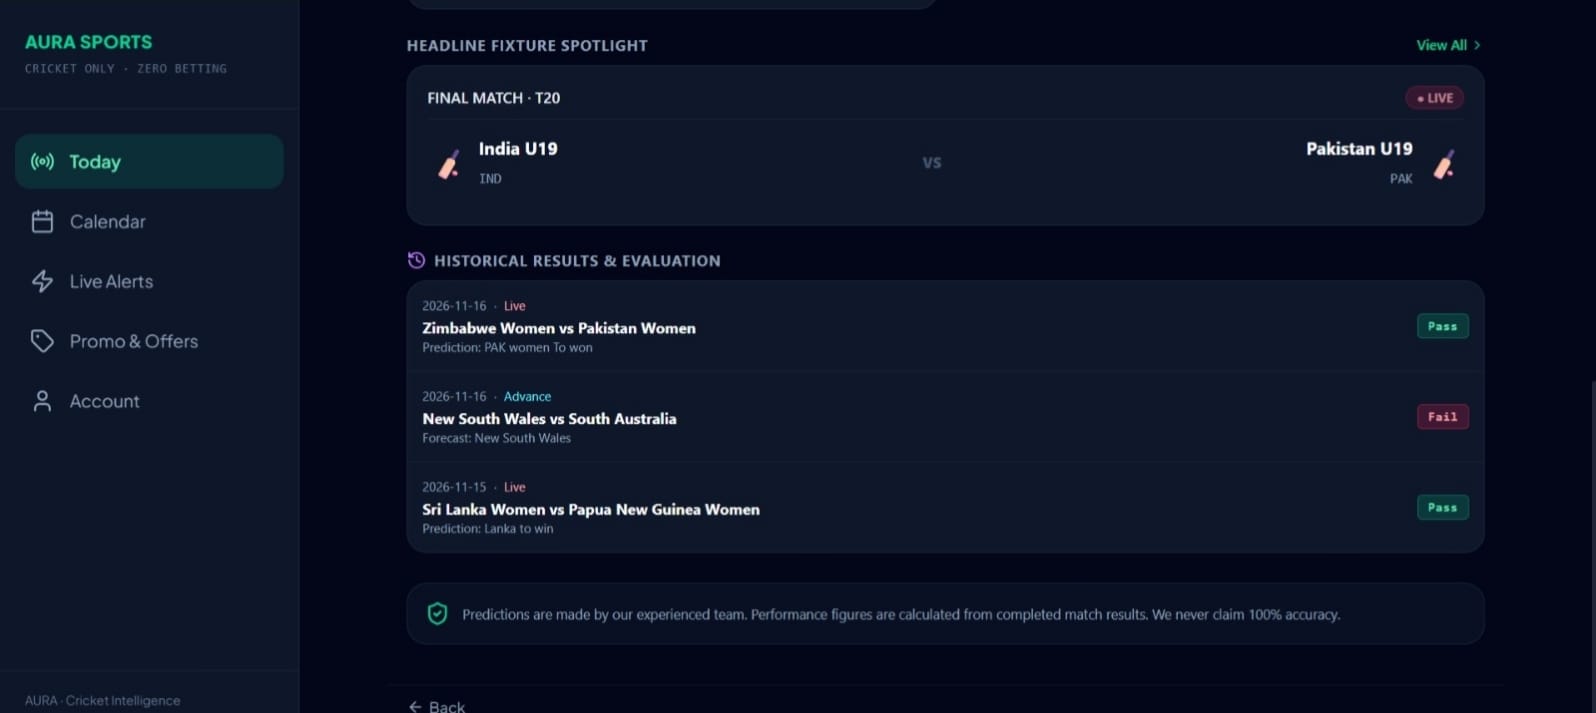 AURA SPORTS
CRICKET ONLY · ZERO BETTING
Today
Calendar
Live Alerts
Promo & Offers
Account
AURA · Cricket Intelligence
HEADLINE FIXTURE SPOTLIGHT
View All
FINAL MATCH · T20
LIVE
India U19
IND
VS
Pakistan U19
PAK
HISTORICAL RESULTS & EVALUATION
2026-11-16 · Live
Zimbabwe Women vs Pakistan Women
Prediction: PAK women To won
Pass
2026-11-16 · Advance
New South Wales vs South Australia
Forecast: New South Wales
Fail
2026-11-15 · Live
Sri Lanka Women vs Papua New Guinea Women
Prediction: Lanka to win
Pass
Predictions are made by our experienced team. Performance figures are calculated from completed match results. We never claim 100% accuracy.
← Back